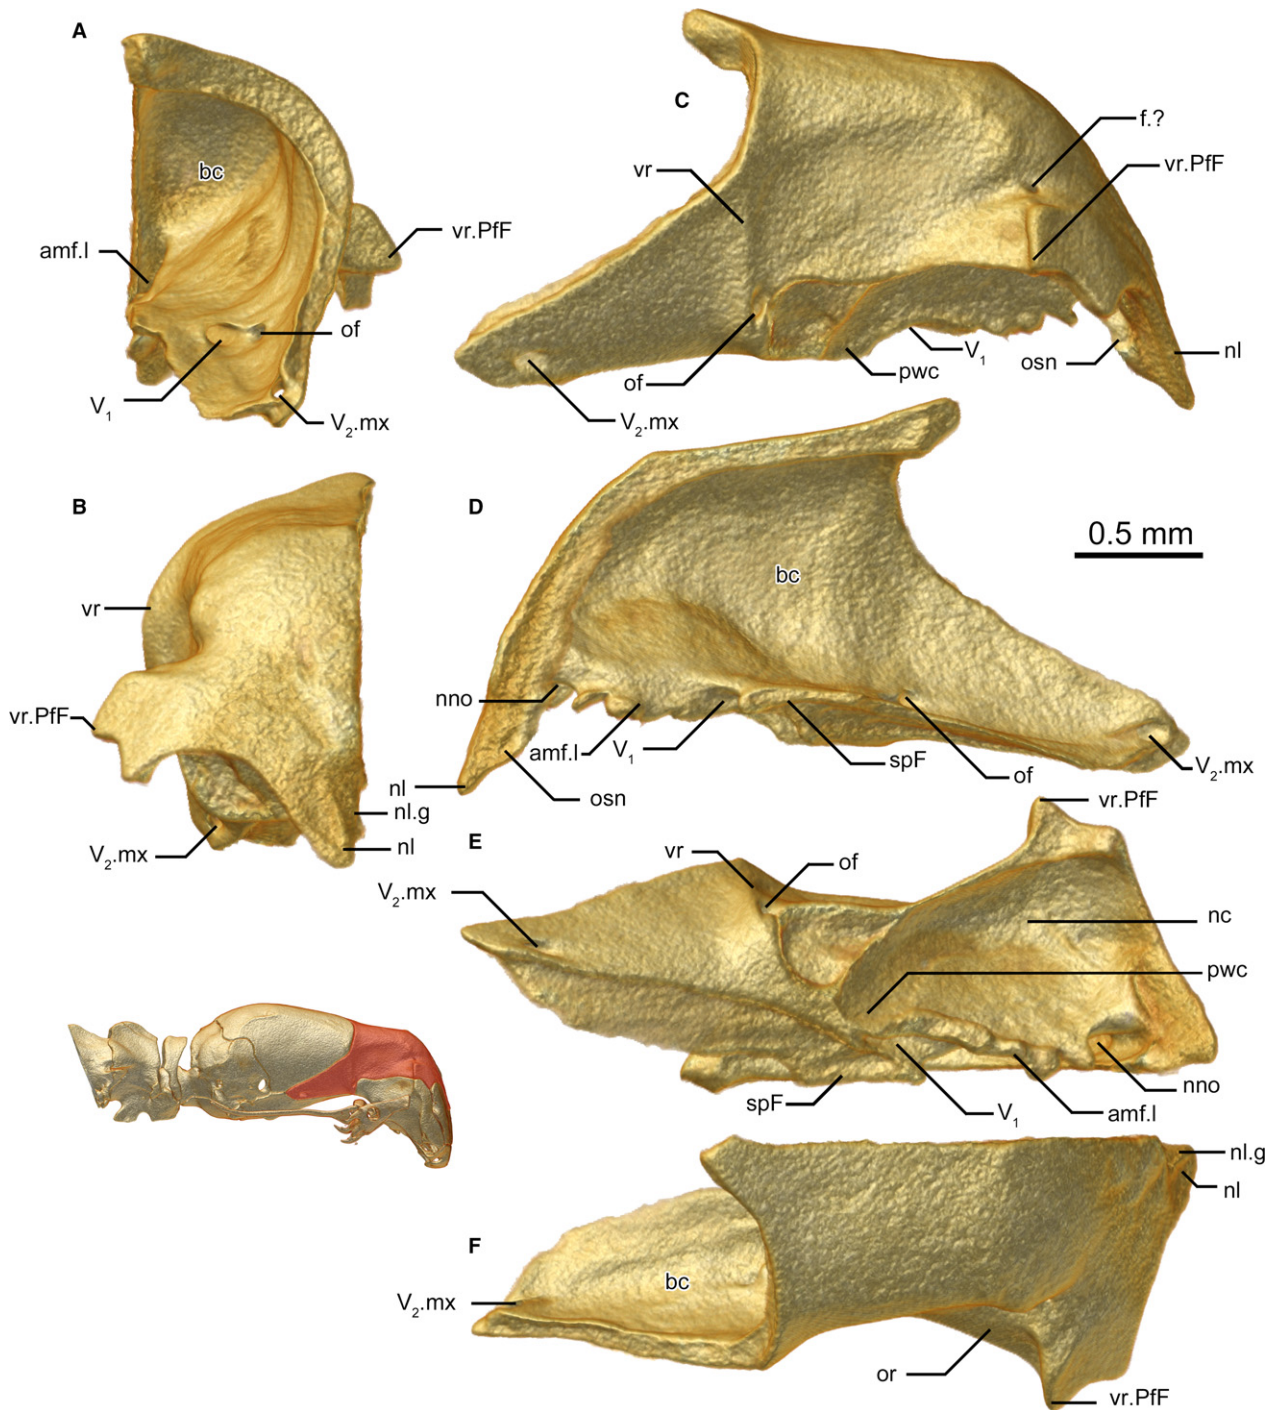 A
bc
amf.l
vr.PfF
of
V₁
V₂.mx
B
vr
vr.PfF
nl.g
nl
V₂.mx
C
f.?
vr
vr.PfF
of
pwc
V₁
osn
nl
V₂.mx
D
0.5 mm
bc
nno
amf.l
V₁
spF
of
V₂.mx
nl
osn
E
vr.PfF
vr
of
V₂.mx
nc
pwc
nno
spF
V₁
amf.l
F
nl.g
nl
bc
V₂.mx
or
vr.PfF